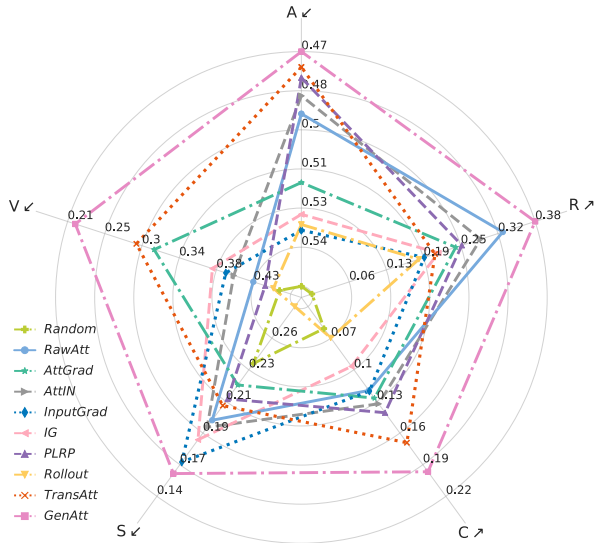 A ↙
0.47
0.48
0.5
0.51
0.53
0.54
V ↙
0.21
0.25
0.3
0.34
0.38
0.43
R ↗
0.38
0.32
0.25
0.19
0.13
0.06
0.26
0.23
0.21
0.19
0.17
0.14
S ↙
0.07
0.1
0.13
0.16
0.19
0.22
C ↗
Random
RawAtt
AttGrad
AttIN
InputGrad
IG
PLRP
Rollout
TransAtt
GenAtt